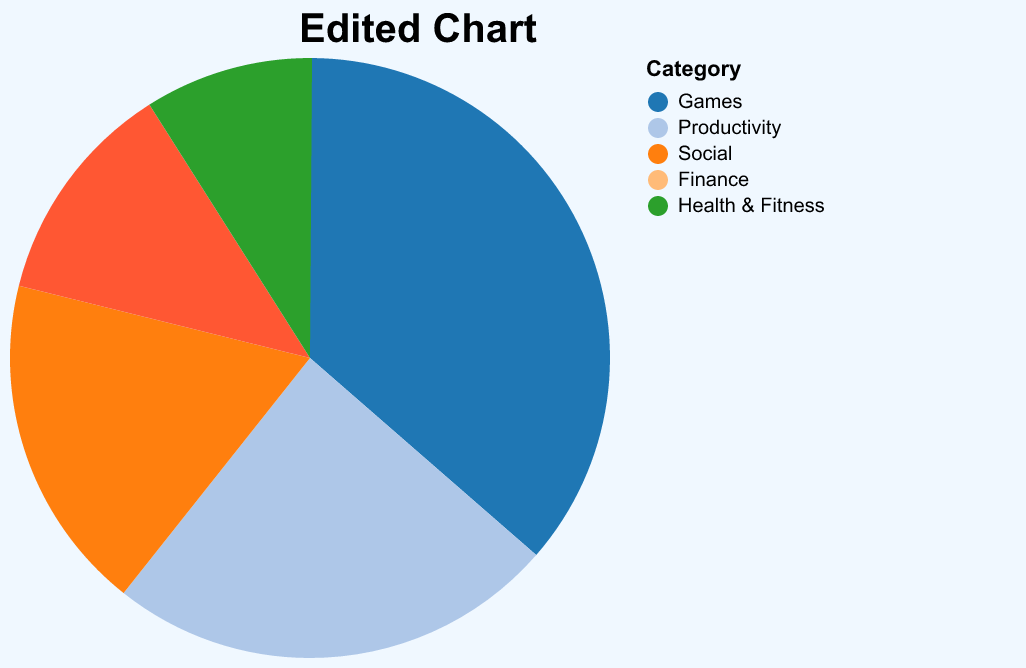 Edited Chart
Category
Games
Productivity
Social
Finance
Health & Fitness